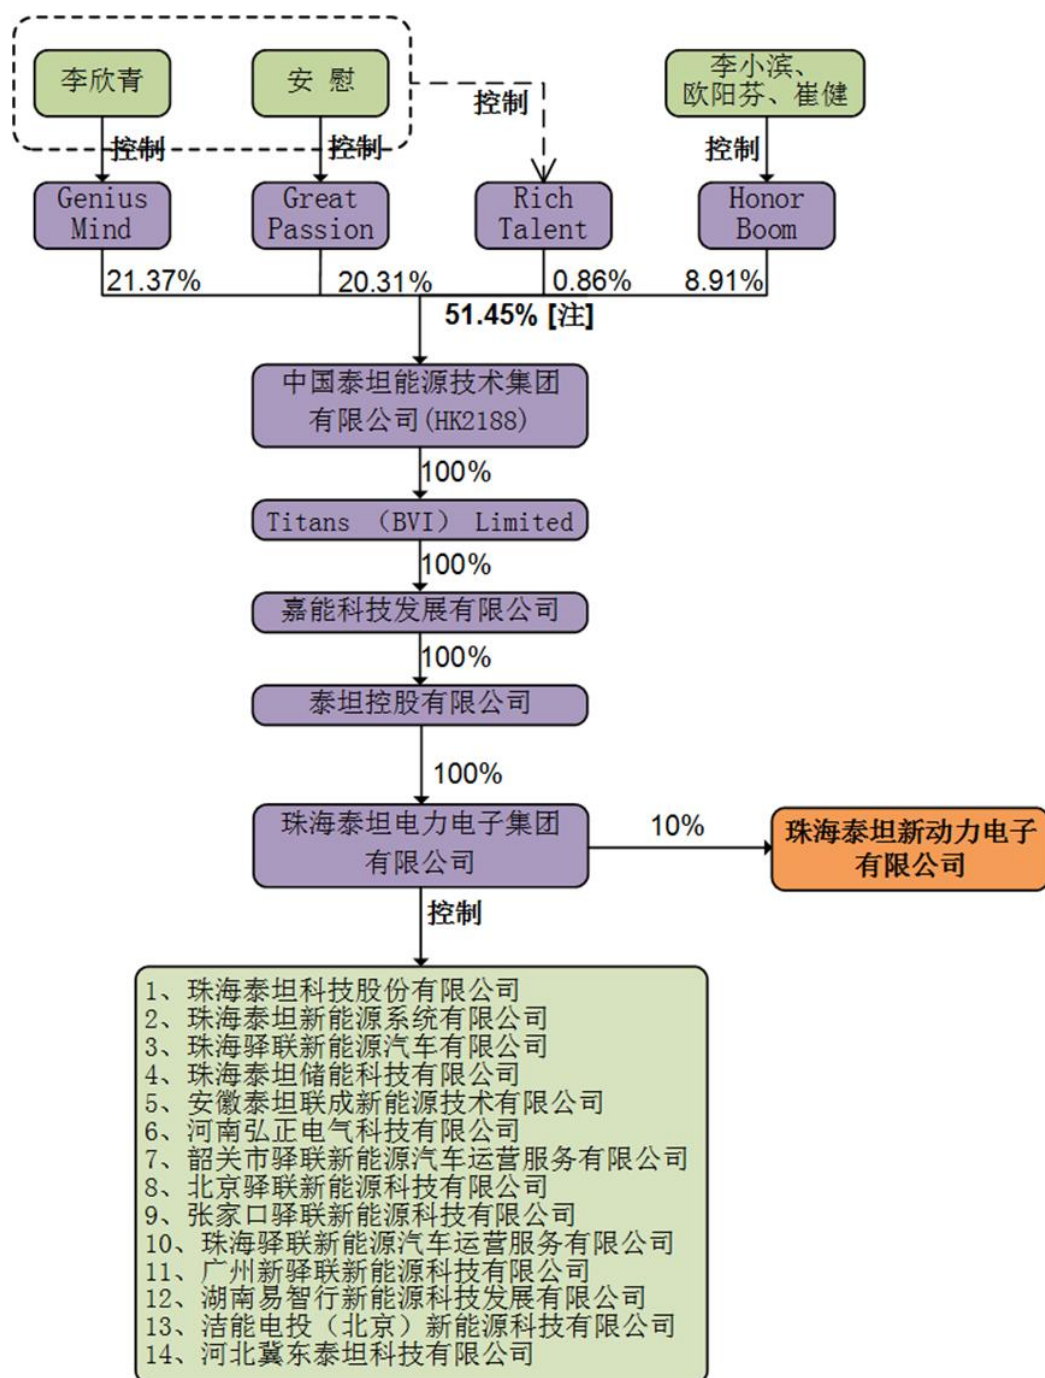 李欣青
安 慰
李小滨、
欧阳芬、崔健
控制
控制
控制
控制
Genius
Mind
Great
Passion
Rich
Talent
Honor
Boom
21.37%
20.31%
0.86%
8.91%
51.45% [注]
中国泰坦能源技术集团
有限公司(HK2188)
100%
Titans （BVI） Limited
100%
嘉能科技发展有限公司
100%
泰坦控股有限公司
100%
珠海泰坦电力电子集团
有限公司
10%
珠海泰坦新动力电子
有限公司
控制
1、珠海泰坦科技股份有限公司
2、珠海泰坦新能源系统有限公司
3、珠海驿联新能源汽车有限公司
4、珠海泰坦储能科技有限公司
5、安徽泰坦联成新能源技术有限公司
6、河南弘正电气科技有限公司
7、韶关市驿联新能源汽车运营服务有限公司
8、北京驿联新能源科技有限公司
9、张家口驿联新能源科技有限公司
10、珠海驿联新能源汽车运营服务有限公司
11、广州新驿联新能源科技有限公司
12、湖南易智行新能源科技发展有限公司
13、洁能电投（北京）新能源科技有限公司
14、河北冀东泰坦科技有限公司